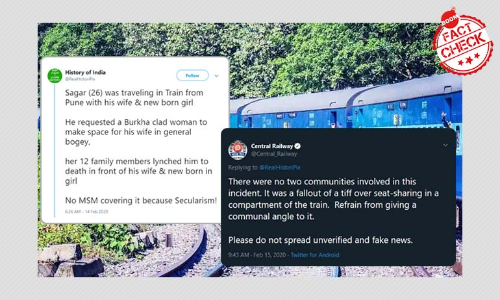 BOOM
FACT
CHECK
History of India
@RealHistoriPix
Follow
Sagar (26) was traveling in Train from
Pune with his wife & new born girl
He requested a Burkha clad woman to
make space for his wife in general
bogey,
her 12 family members lynched him to
death in front of his wife & new born in
girl
No MSM covering it because Secularism!
6:36 AM - 14 Feb 2020
Central Railway
@Central_Railway
Replying to @RealHistoriPix
There were no two communities involved in this
incident. It was a fallout of a tiff over seat-sharing in a
compartment of the train.  Refrain from giving a
communal angle to it.
Please do not spread unverified and fake news.
9:43 AM · Feb 15, 2020 · Twitter for Android